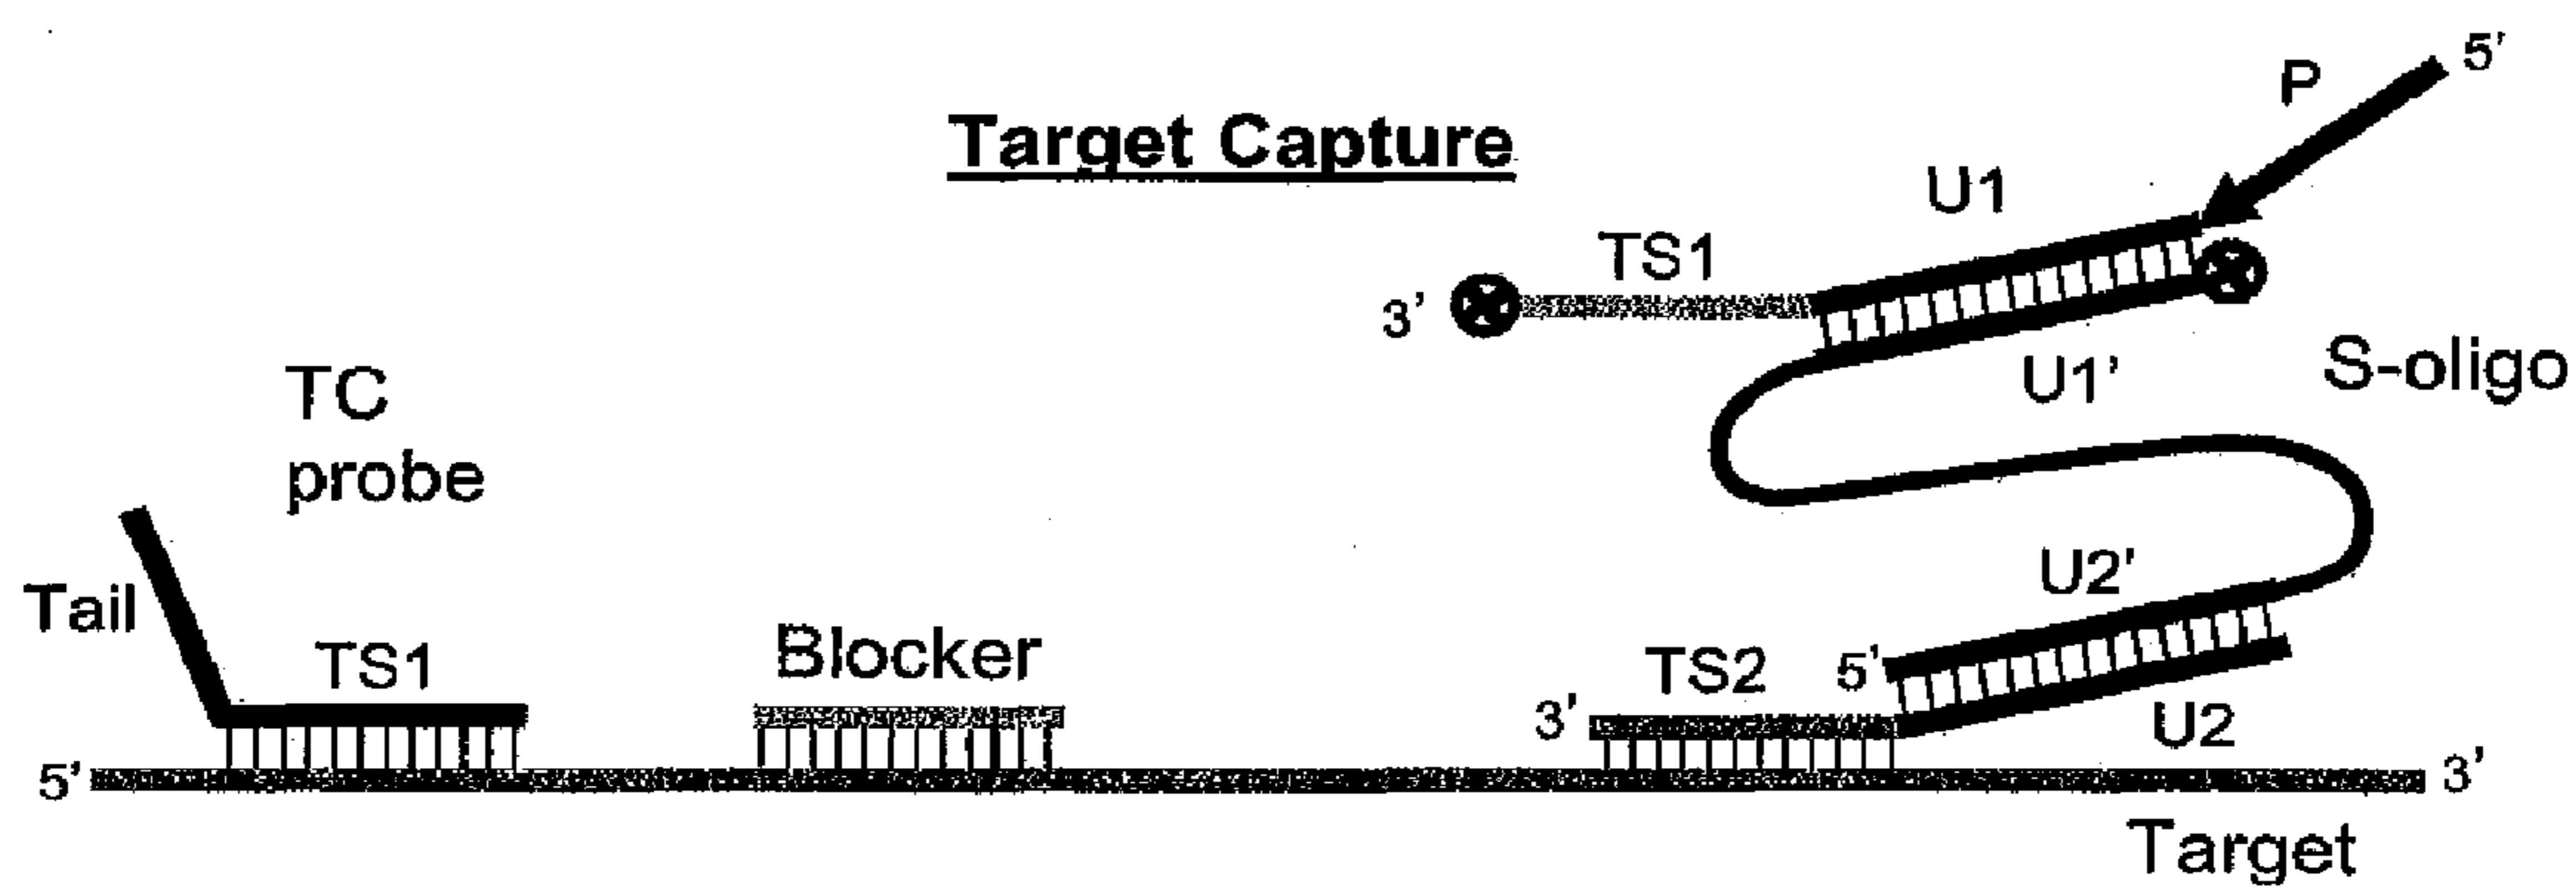 Target Capture
P
5'
U1
TS1
3'
U1'
S-oligo
TC
probe
Tail
TS1
Blocker
U2'
TS2
5'
3'
U2
5'
3'
Target